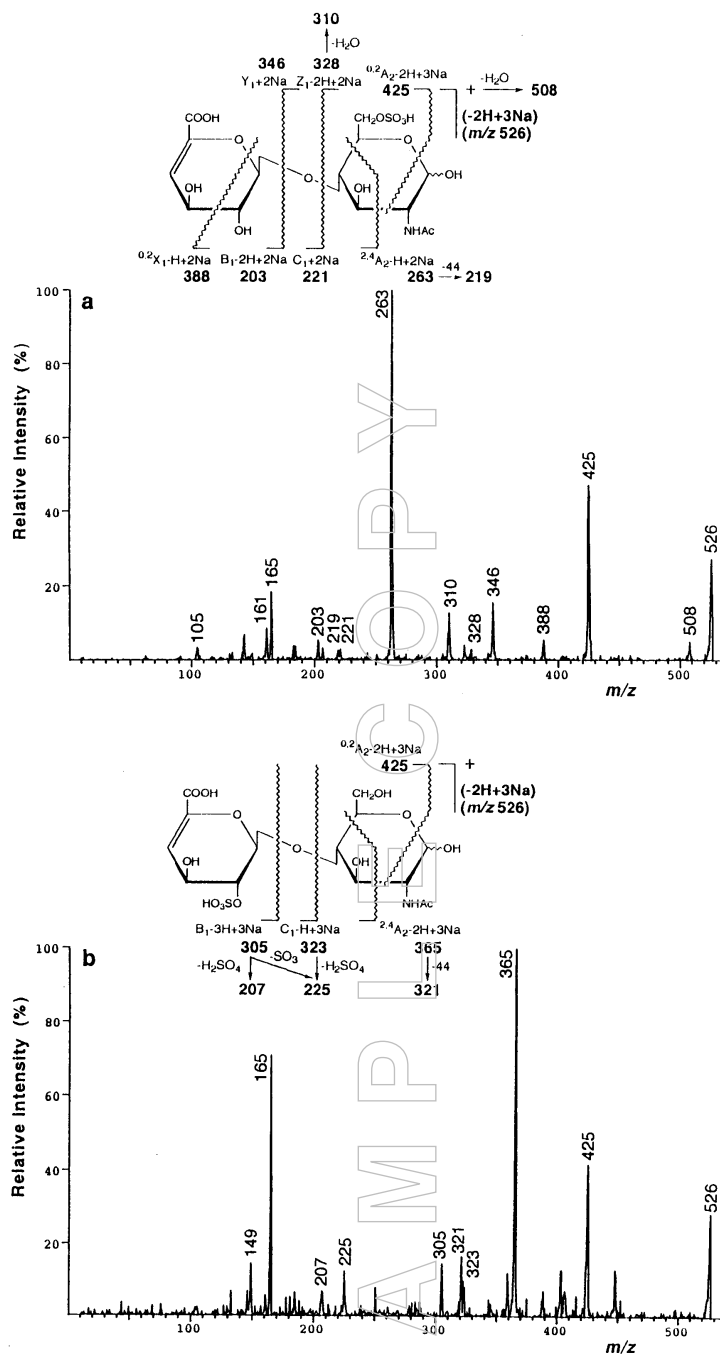 310
-H₂O
346 328 ⁰,²A₂-2H+3Na
Y₁+2Na Z₁-2H+2Na 425 + -H₂O 508
(-2H+3Na)
(m/z 526)
COOH CH₂OSO₃H
O O
OH O OH OH
OH NHAc
⁰,²X₁-H+2Na B₁-2H+2Na C₁+2Na ²,⁴A₂-H+2Na
388 203 221 263 -44 219
a
Relative Intensity (%)
100
80
60
40
20
105
161
165
203
219
221
263
310
328
346
388
425
508
526
100 200 300 400 500
m/z
⁰,²A₂-2H+3Na
425 +
(-2H+3Na)
(m/z 526)
COOH CH₂OH
O O
OH O OH OH
HO₃SO NHAc
B₁-3H+3Na C₁-H+3Na ²,⁴A₂-2H+3Na
305 323 365
-H₂SO₄ -SO₃ -H₂SO₄ -44
207 225 321
b
Relative Intensity (%)
100
80
60
40
20
149
165
207
225
305
321
323
365
425
526
100 200 300 400 500
m/z
AMPLE COPY